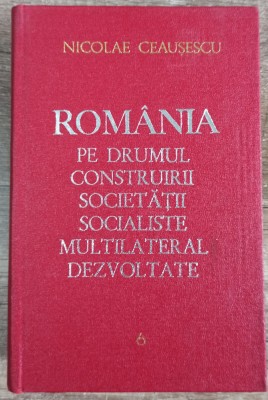 NICOLAE CEAUȘESCU
ROMÂNIA
PE DRUMUL
CONSTRUIRII
SOCIETĂȚII
SOCIALISTE
MULTILATERAL
DEZVOLTATE
6